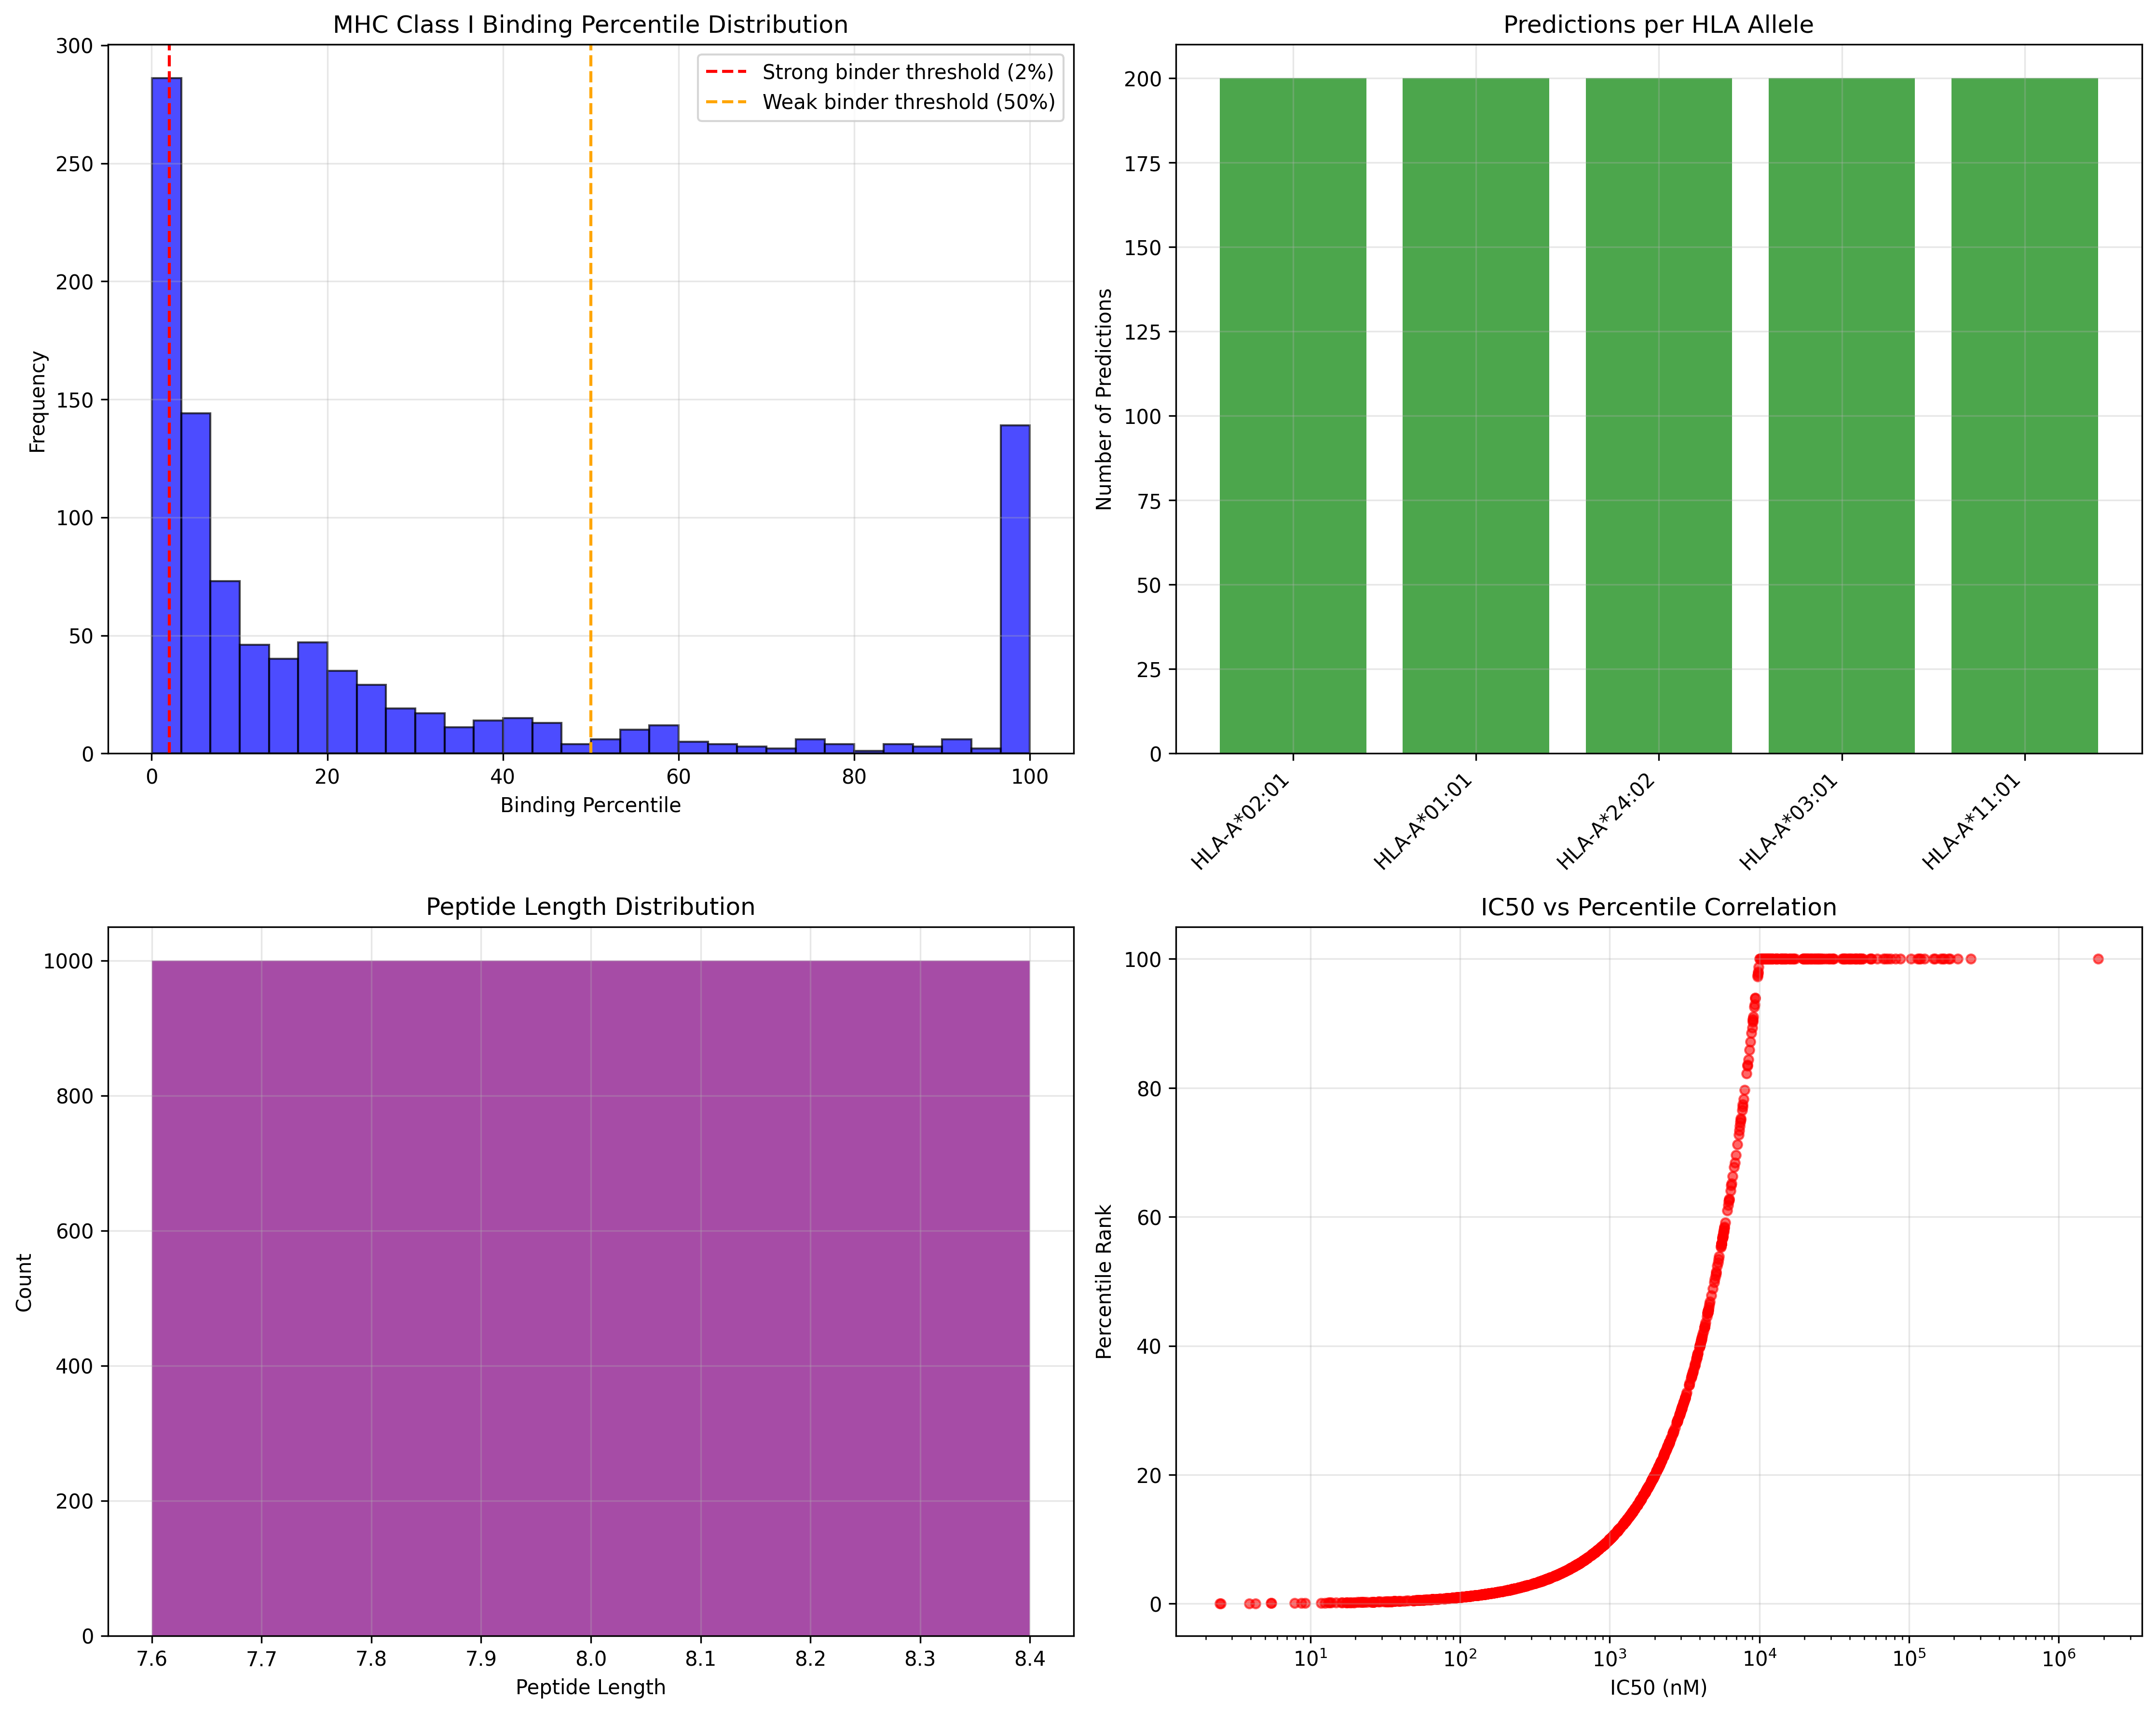 MHC Class I Binding Percentile Distribution
300
250
200
150
100
50
0
Frequency
Strong binder threshold (2%)
Weak binder threshold (50%)
0 20 40 60 80 100
Binding Percentile
Predictions per HLA Allele
200
175
150
125
100
75
50
25
0
Number of Predictions
HLA-A*02:01
HLA-A*01:01
HLA-A*24:02
HLA-A*03:01
HLA-A*11:01
Peptide Length Distribution
1000
800
600
400
200
0
Count
7.6 7.7 7.8 7.9 8.0 8.1 8.2 8.3 8.4
Peptide Length
IC50 vs Percentile Correlation
100
80
60
40
20
0
Percentile Rank
10¹ 10² 10³ 10⁴ 10⁵ 10⁶
IC50 (nM)